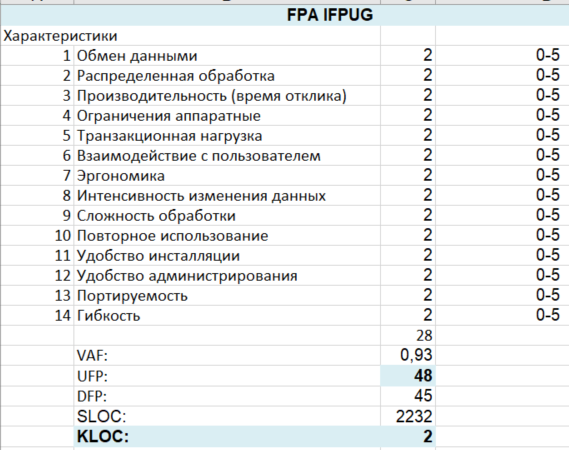 FPA IFPUG
Характеристики
1 Обмен данными 2 0-5
2 Распределенная обработка 2 0-5
3 Производительность (время отклика) 2 0-5
4 Ограничения аппаратные 2 0-5
5 Транзакционная нагрузка 2 0-5
6 Взаимодействие с пользователем 2 0-5
7 Эргономика 2 0-5
8 Интенсивность изменения данных 2 0-5
9 Сложность обработки 2 0-5
10 Повторное использование 2 0-5
11 Удобство инсталляции 2 0-5
12 Удобство администрирования 2 0-5
13 Портируемость 2 0-5
14 Гибкость 2 0-5
28
VAF: 0,93
UFP: 48
DFP: 45
SLOC: 2232
KLOC: 2